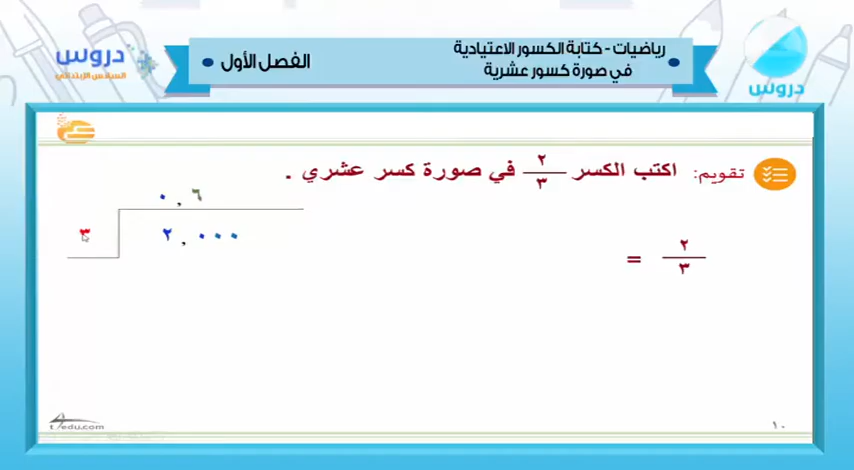 رياضيات - كتابة الكسور الاعتيادية
في صورة كسور عشرية
الفصل الأول
دروس
السادس الابتدائي
دروس
تقويم: اكتب الكسر ٢/٣ في صورة كسر عشري .
٠,٦
٣
٢,٠٠٠
٢/٣ =
t4edu.com
١٠